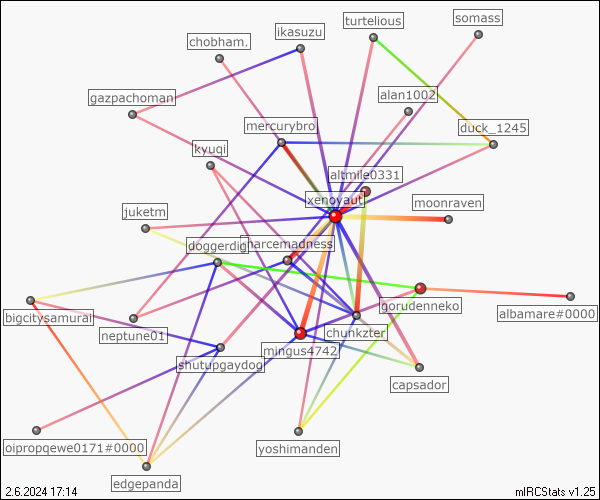 somass
turtelious
ikasuzu
chobham.
alan1002
gazpachoman
mercurybro
duck_1245
kyuqi
altmile0331
xenoyaut
moonraven
juketm
doggerdig
narcemadness
gorudenneko
albamare#0000
bigcitysamurai
neptune01
chunkzter
mingus4742
shutupgaydog
capsador
oipropqewe0171#0000
yoshimanden
edgepanda
2.6.2024 17:14
mIRCStats v1.25